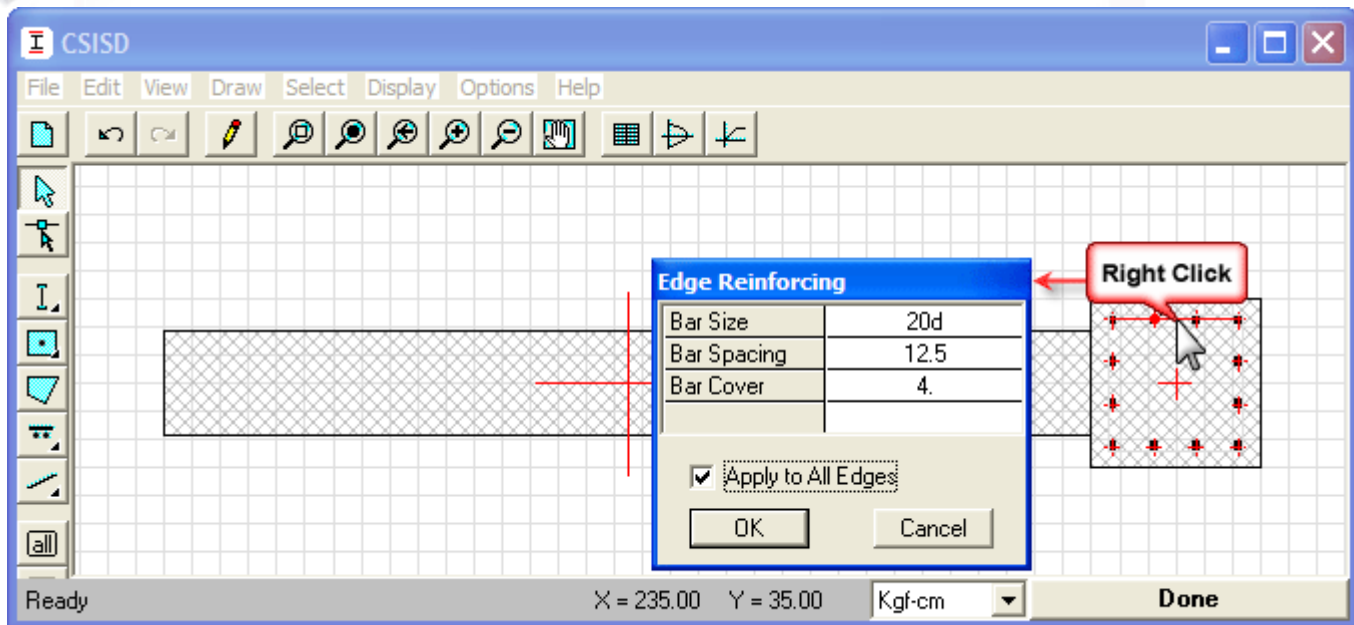 CSISD
File Edit View Draw Select Display Options Help
Right Click
Edge Reinforcing
Bar Size 20d
Bar Spacing 12.5
Bar Cover 4.
Apply to All Edges
OK Cancel
all
Ready X = 235.00 Y = 35.00 Kgf-cm Done